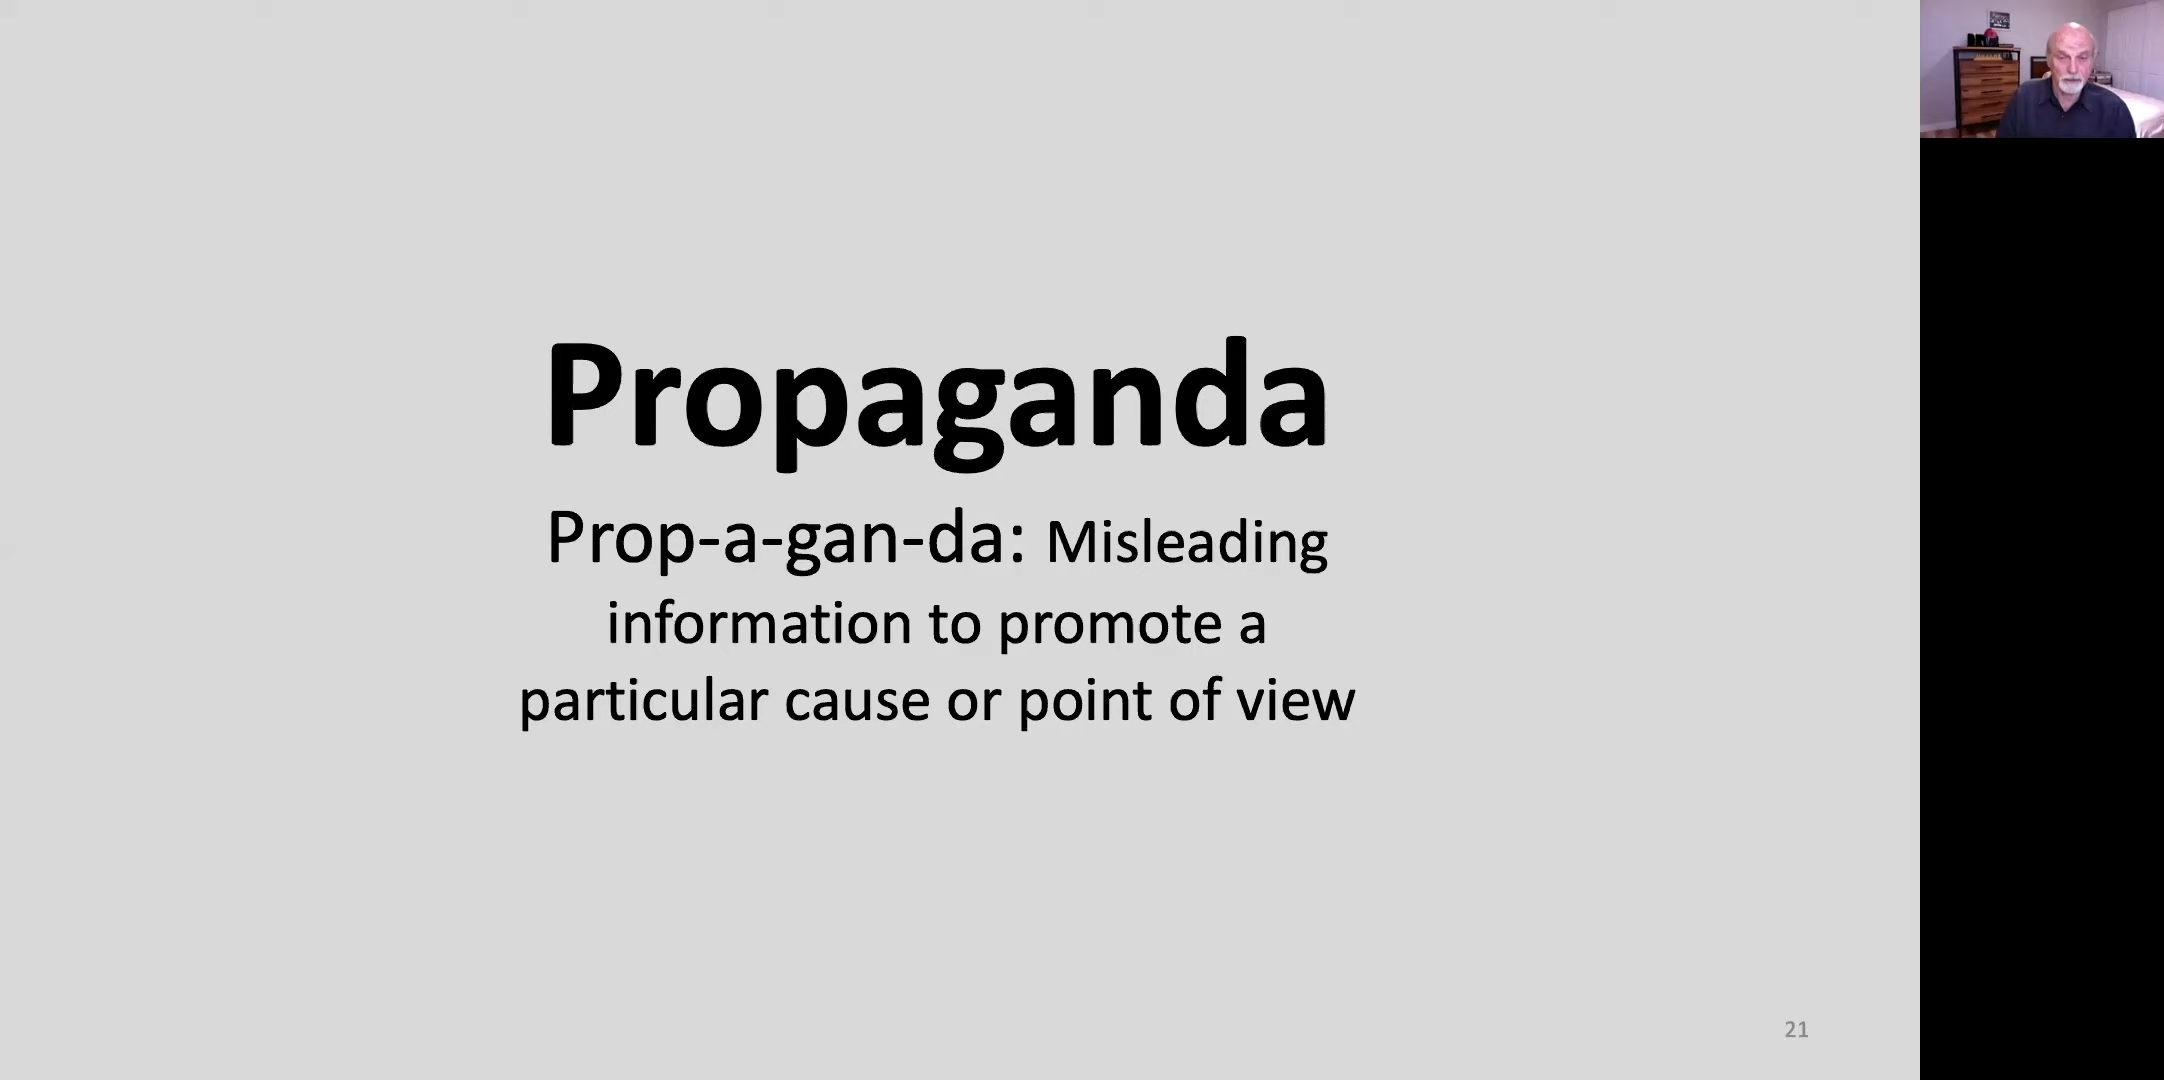 Propaganda
Prop-a-gan-da: Misleading
information to promote a
particular cause or point of view
21